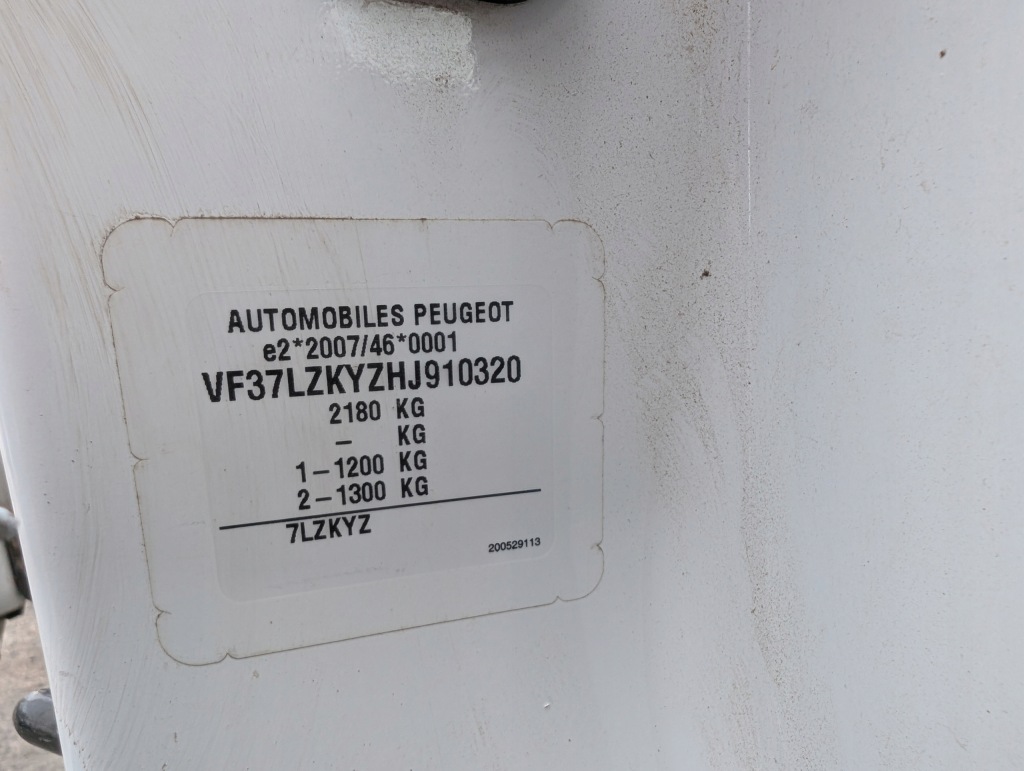 AUTOMOBILES PEUGEOT
e2*2007/46*0001
VF37LZKYZHJ910320
2180 KG
– KG
1–1200 KG
2–1300 KG
7LZKYZ
200529113